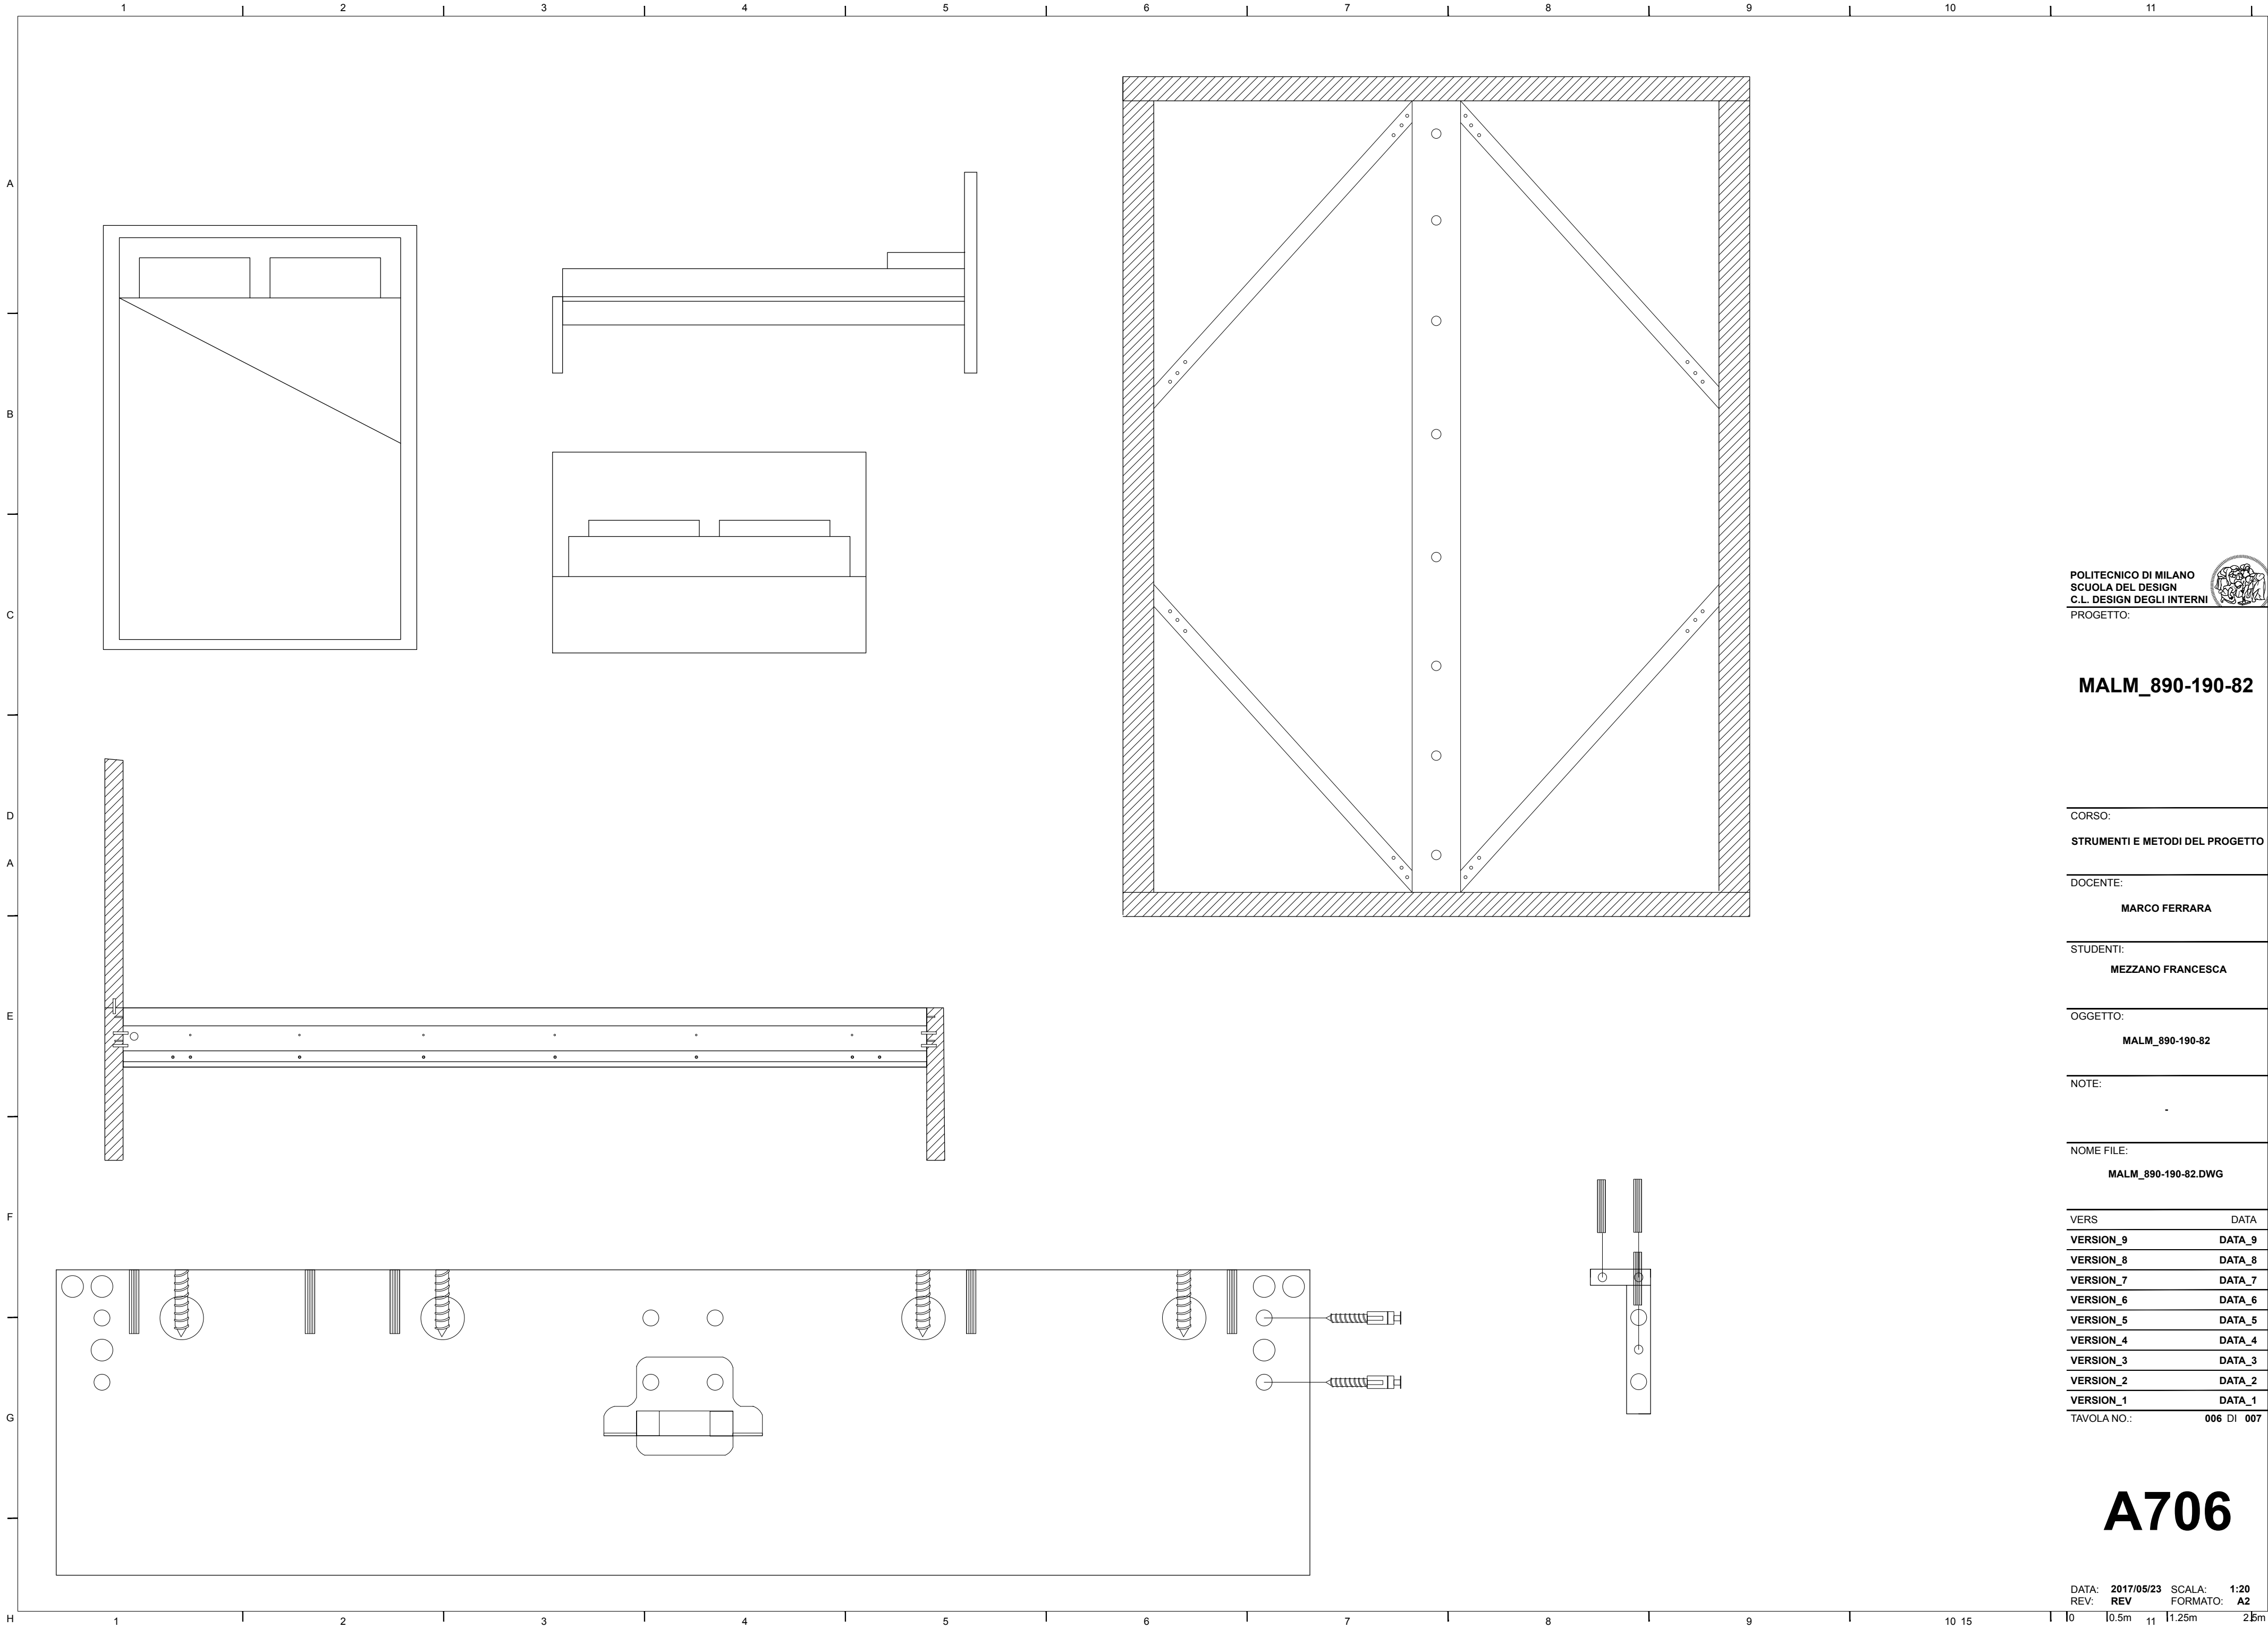 1 2 3 4 5 6 7 8 9 10 11
A
B
C
D
A
E
F
G
H
POLITECNICO DI MILANO
SCUOLA DEL DESIGN
C.L. DESIGN DEGLI INTERNI
PROGETTO:
MALM_890-190-82
CORSO:
STRUMENTI E METODI DEL PROGETTO
DOCENTE:
MARCO FERRARA
STUDENTI:
MEZZANO FRANCESCA
OGGETTO:
MALM_890-190-82
NOTE:
-
NOME FILE:
MALM_890-190-82.DWG
VERS DATA
VERSION_9 DATA_9
VERSION_8 DATA_8
VERSION_7 DATA_7
VERSION_6 DATA_6
VERSION_5 DATA_5
VERSION_4 DATA_4
VERSION_3 DATA_3
VERSION_2 DATA_2
VERSION_1 DATA_1
TAVOLA NO.: 006 DI 007
A706
DATA: 2017/05/23 SCALA: 1:20
REV: REV FORMATO: A2
0 0.5m 1.25m 2.5m
1 2 3 4 5 6 7 8 9 10 15 11